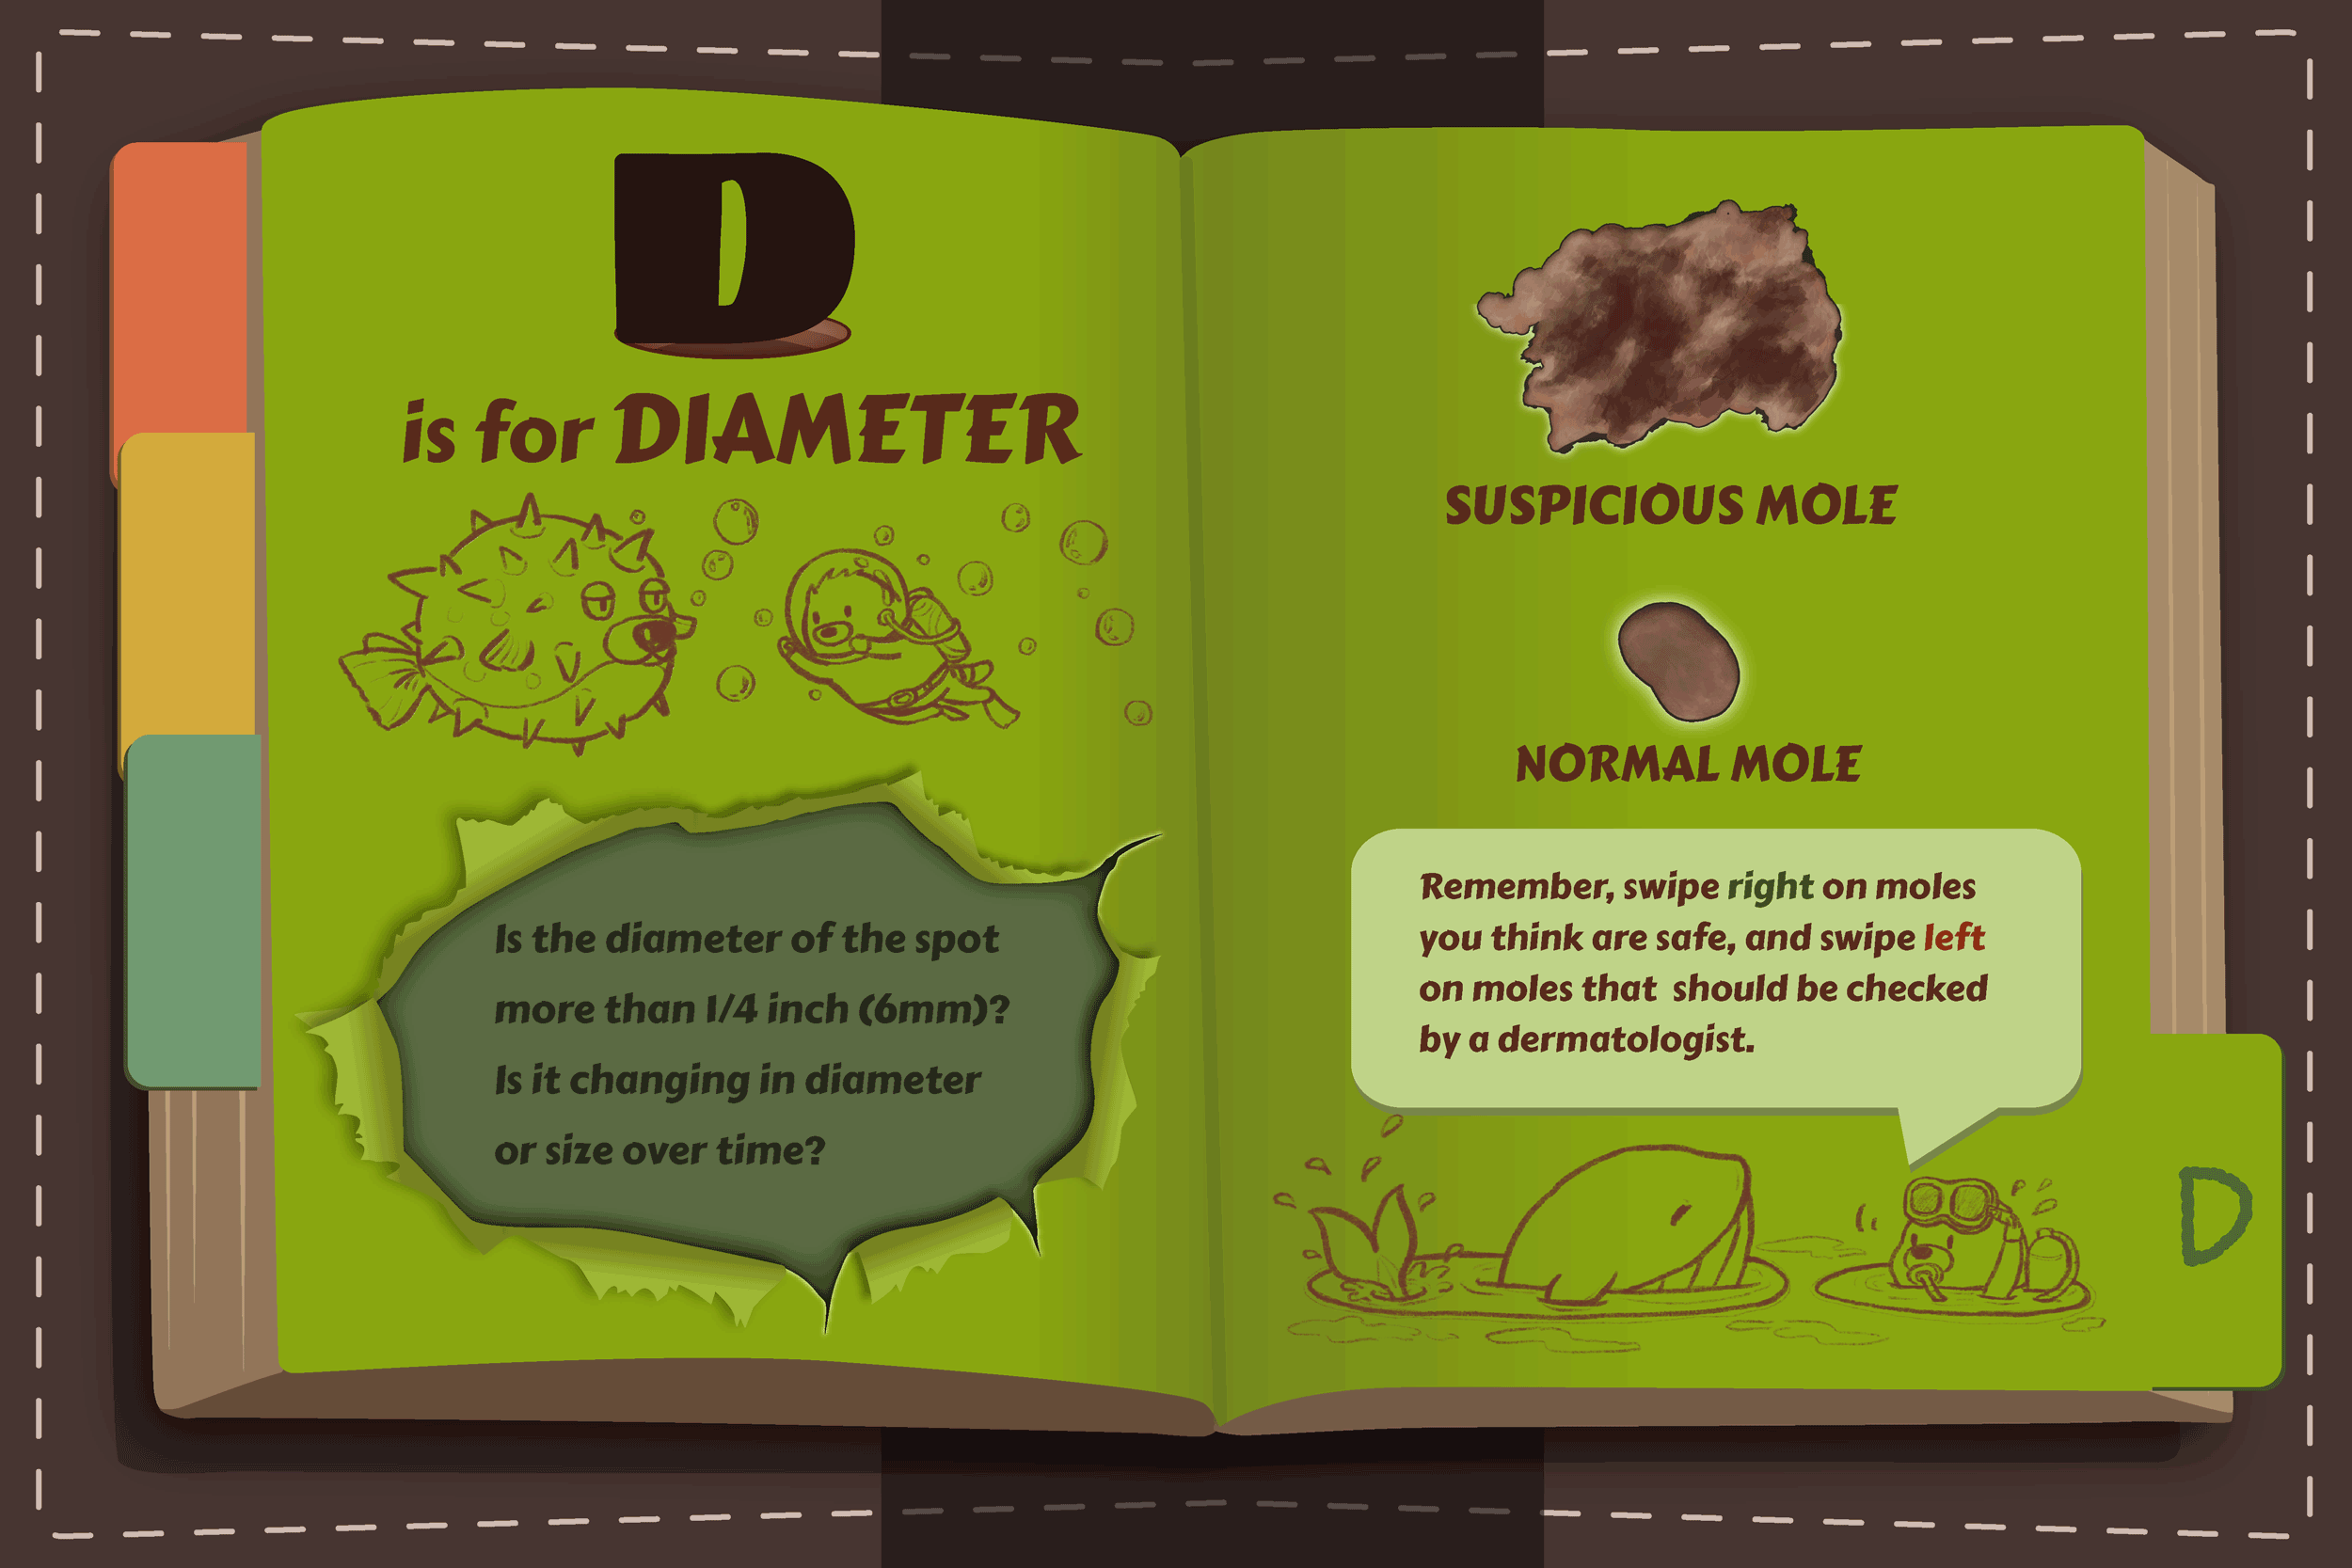 D
is for DIAMETER
Is the diameter of the spot
more than 1/4 inch (6mm)?
Is it changing in diameter
or size over time?
SUSPICIOUS MOLE
NORMAL MOLE
Remember, swipe right on moles
you think are safe, and swipe left
on moles that should be checked
by a dermatologist.
D